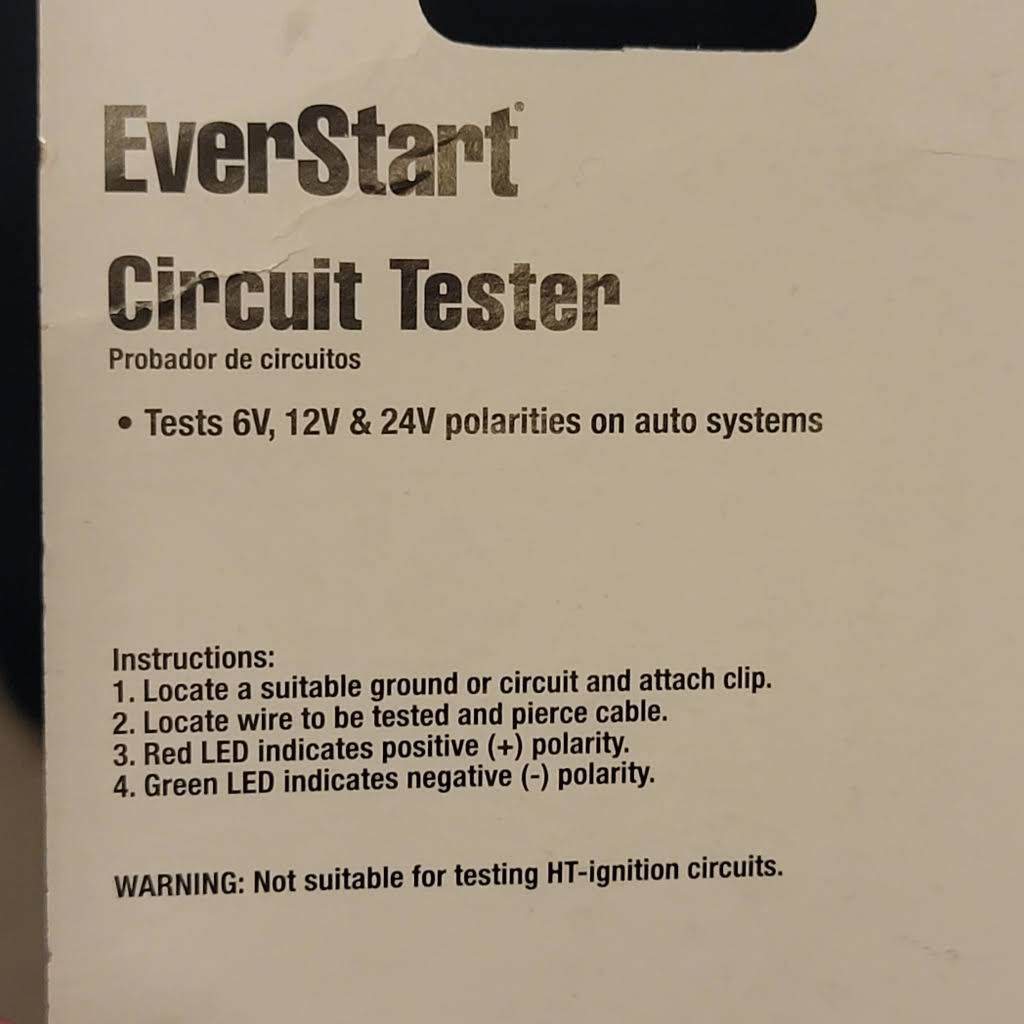 EverStart®
Circuit Tester
Probador de circuitos
• Tests 6V, 12V & 24V polarities on auto systems
Instructions:
1. Locate a suitable ground or circuit and attach clip.
2. Locate wire to be tested and pierce cable.
3. Red LED indicates positive (+) polarity.
4. Green LED indicates negative (-) polarity.
WARNING: Not suitable for testing HT-ignition circuits.